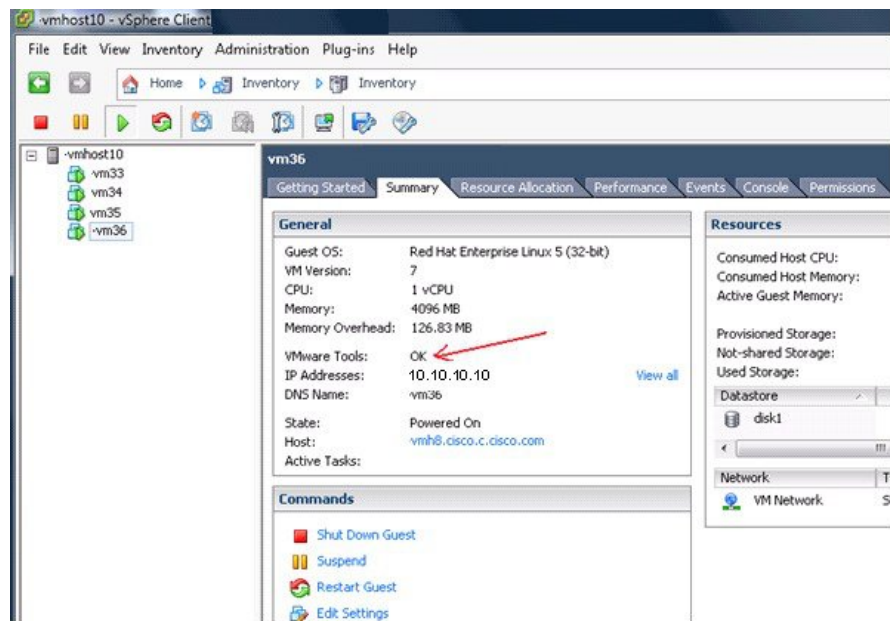 -vmhost10 - vSphere Client
File Edit View Inventory Administration Plug-ins Help
Home Inventory Inventory
-vmhost10
vm33
vm34
vm35
-vm36
vm36
Getting Started Summary Resource Allocation Performance Events Console Permissions
General
Guest OS: Red Hat Enterprise Linux 5 (32-bit)
VM Version: 7
CPU: 1 vCPU
Memory: 4096 MB
Memory Overhead: 126.83 MB
VMware Tools: OK
IP Addresses: 10.10.10.10 View all
DNS Name: vm36
State: Powered On
Host: vmh8.cisco.c.cisco.com
Active Tasks:
Commands
Shut Down Guest
Suspend
Restart Guest
Edit Settings
Resources
Consumed Host CPU:
Consumed Host Memory:
Active Guest Memory:
Provisioned Storage:
Not-shared Storage:
Used Storage:
Datastore
disk1
Network T
VM Network S